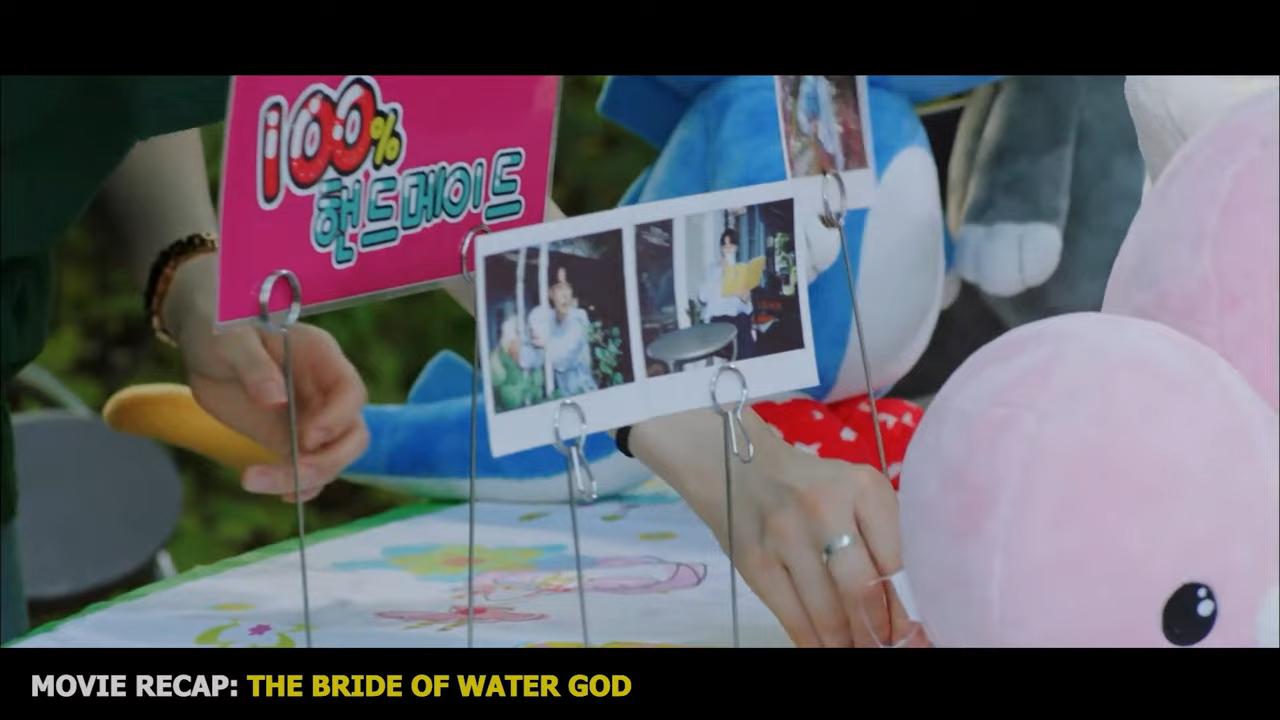 100%
핸드메이드
MOVIE RECAP: THE BRIDE OF WATER GOD